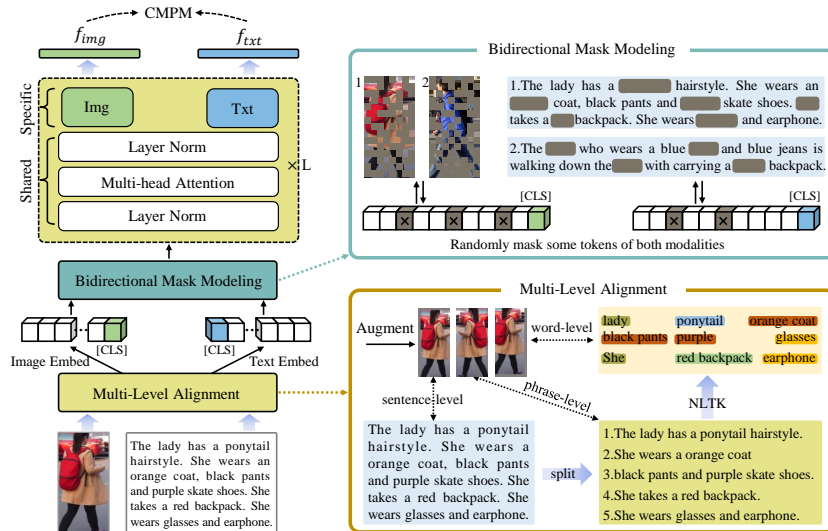 CMPM
f_img
f_txt
Specific
Img
Txt
Shared
Layer Norm
Multi-head Attention
Layer Norm
× L
Bidirectional Mask Modeling
[CLS]
[CLS]
Image Embed
Text Embed
Multi-Level Alignment
The lady has a ponytail
hairstyle. She wears an
orange coat, black pants
and purple skate shoes. She
takes a red backpack. She
wears glasses and earphone.
Bidirectional Mask Modeling
1
2
1.The lady has a hairstyle. She wears
coat, black pants and skate shoes.
takes a backpack. She wears and earphone.
2.The who wears a blue and blue jeans is
walking down the with carrying a backpack.
[CLS]
[CLS]
Randomly mask some tokens of both modalities
Multi-Level Alignment
Augment
word-level
lady ponytail orange coat
black pants purple glasses
She red backpack earphone
sentence-level
phrase-level
NLTK
The lady has a ponytail
hairstyle. She wears a
orange coat, black pants
and purple skate shoes. She
takes a red backpack. She
wears glasses and earphone.
split
1.The lady has a ponytail hairstyle.
2.She wears a orange coat
3.black pants and purple skate shoes.
4.She takes a red backpack.
5.She wears glasses and earphone.